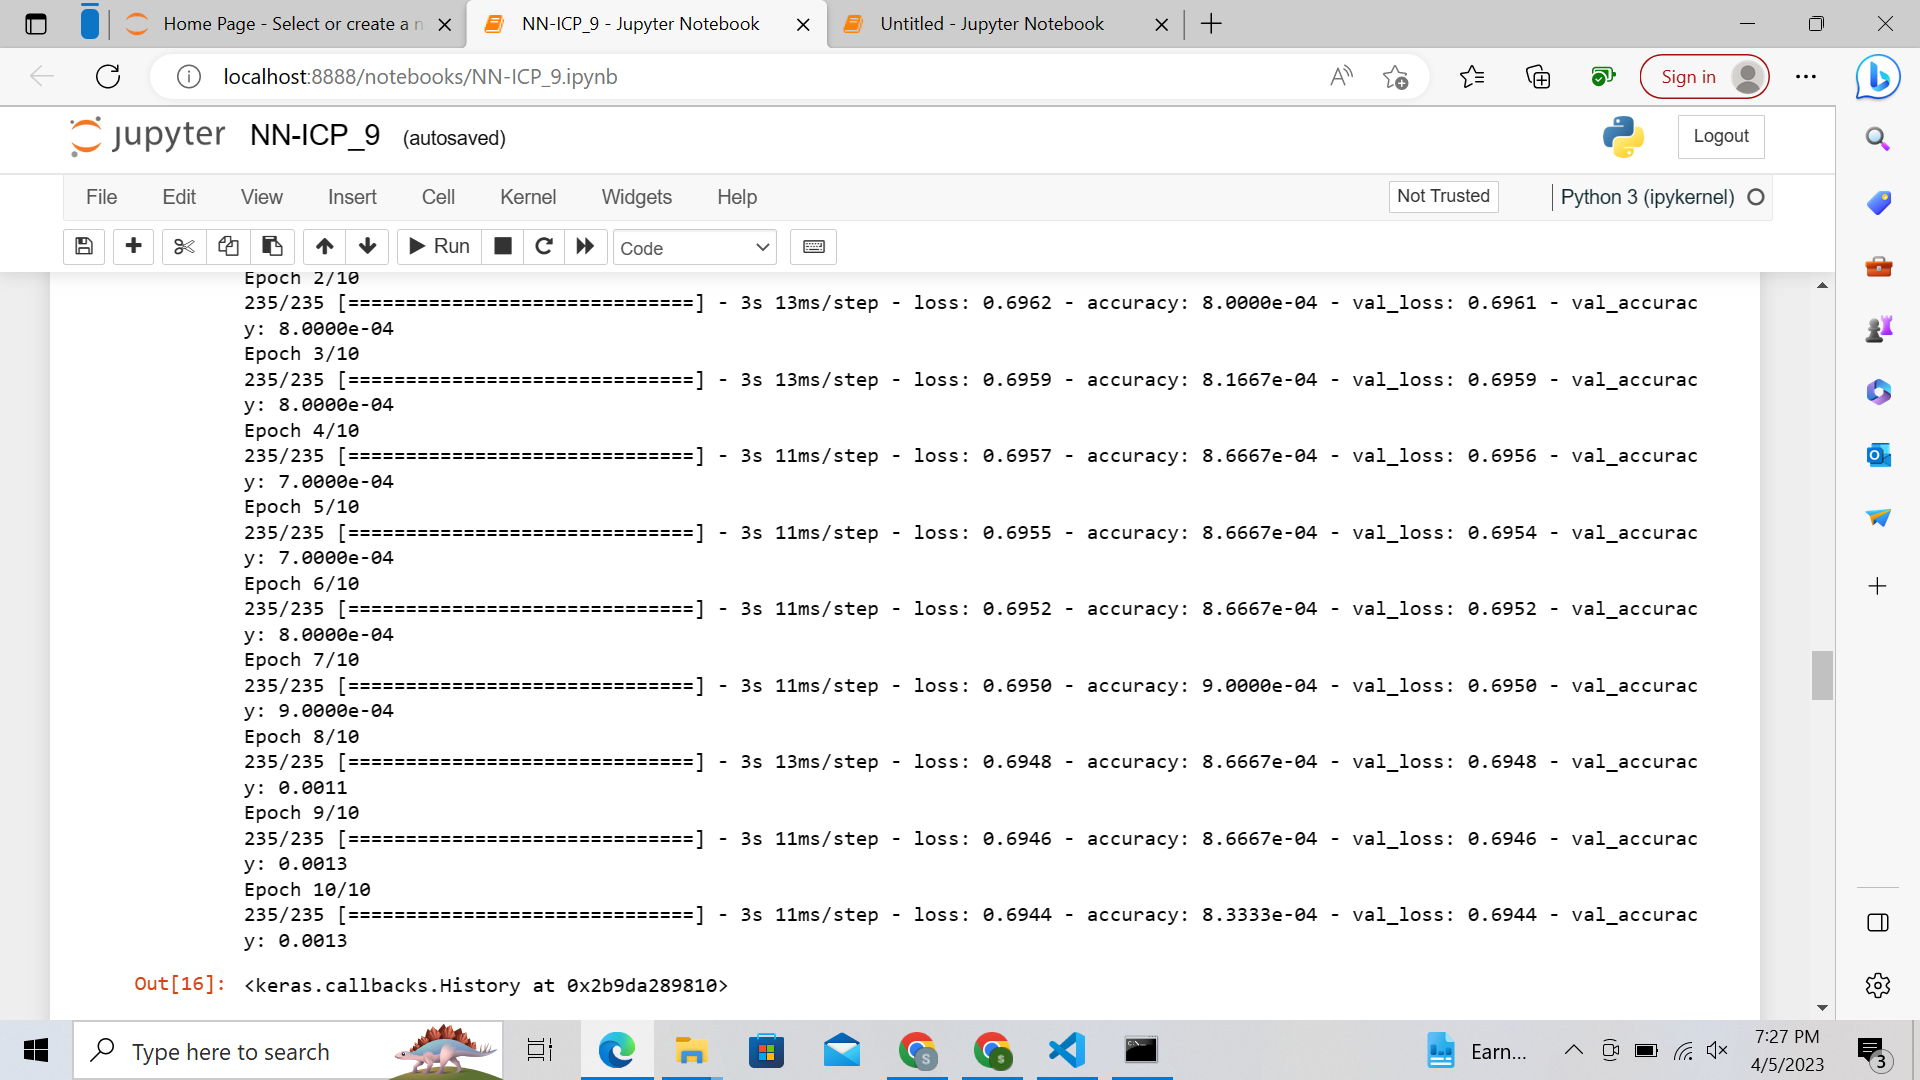 Home Page - Select or create a n
NN-ICP_9 - Jupyter Notebook
Untitled - Jupyter Notebook
localhost:8888/notebooks/NN-ICP_9.ipynb
Sign in
jupyter NN-ICP_9 (autosaved)
Logout
File Edit View Insert Cell Kernel Widgets Help
Not Trusted
Python 3 (ipykernel)
Run
Code
Epoch 2/10
235/235 [==============================] - 3s 13ms/step - loss: 0.6962 - accuracy: 8.0000e-04 - val_loss: 0.6961 - val_accurac
y: 8.0000e-04
Epoch 3/10
235/235 [==============================] - 3s 13ms/step - loss: 0.6959 - accuracy: 8.1667e-04 - val_loss: 0.6959 - val_accurac
y: 8.0000e-04
Epoch 4/10
235/235 [==============================] - 3s 11ms/step - loss: 0.6957 - accuracy: 8.6667e-04 - val_loss: 0.6956 - val_accurac
y: 7.0000e-04
Epoch 5/10
235/235 [==============================] - 3s 11ms/step - loss: 0.6955 - accuracy: 8.6667e-04 - val_loss: 0.6954 - val_accurac
y: 7.0000e-04
Epoch 6/10
235/235 [==============================] - 3s 11ms/step - loss: 0.6952 - accuracy: 8.6667e-04 - val_loss: 0.6952 - val_accurac
y: 8.0000e-04
Epoch 7/10
235/235 [==============================] - 3s 11ms/step - loss: 0.6950 - accuracy: 9.0000e-04 - val_loss: 0.6950 - val_accurac
y: 9.0000e-04
Epoch 8/10
235/235 [==============================] - 3s 13ms/step - loss: 0.6948 - accuracy: 8.6667e-04 - val_loss: 0.6948 - val_accurac
y: 0.0011
Epoch 9/10
235/235 [==============================] - 3s 11ms/step - loss: 0.6946 - accuracy: 8.6667e-04 - val_loss: 0.6946 - val_accurac
y: 0.0013
Epoch 10/10
235/235 [==============================] - 3s 11ms/step - loss: 0.6944 - accuracy: 8.3333e-04 - val_loss: 0.6944 - val_accurac
y: 0.0013
Out[16]: <keras.callbacks.History at 0x2b9da289810>
Type here to search
Earn...
7:27 PM
4/5/2023
3